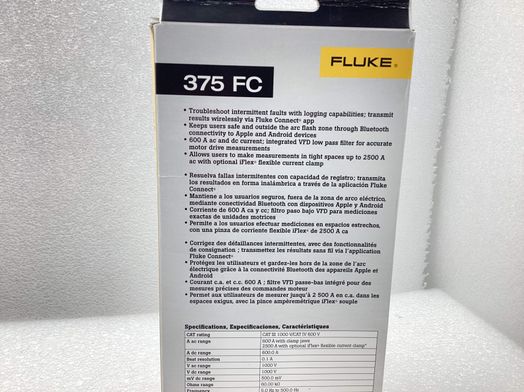 FLUKE®
375 FC
• Troubleshoot intermittent faults with logging capabilities; transmit
results wirelessly via Fluke Connect® app
• Keeps users safe and outside the arc flash zone through Bluetooth
connectivity to Apple and Android devices
• 600 A ac and dc current; integrated VFD low pass filter for accurate
motor drive measurements
• Allows users to make measurements in tight spaces up to 2500 A
ac with optional iFlex® flexible current clamp
• Resuelva fallas intermitentes con capacidad de registro; transmita
los resultados en forma inalámbrica a través de la aplicación Fluke
Connect®
• Mantiene a los usuarios seguros, fuera de la zona de arco eléctrico,
mediante conectividad Bluetooth con dispositivos Apple y Android
• Corriente de 600 A ca y cc; filtro paso bajo VFD para mediciones
exactas de unidades motrices
• Permite a los usuarios efectuar mediciones en espacios estrechos,
con una pinza de corriente flexible iFlex® de 2500 A ca
• Corrigez des défaillances intermittentes, avec des fonctionnalités
de consignation ; transmettez les résultats sans fil via l'application
Fluke Connect®
• Protégez les utilisateurs et gardez-les hors de la zone de l'arc
électrique grâce à la connectivité Bluetooth des appareils Apple et
Android
• Courant c.a. et c.c. 600 A ; filtre VFD passe-bas intégré pour des
mesures précises des commandes moteur
• Permet aux utilisateurs de mesurer jusqu'à 2 500 A en c.a. dans les
espaces exigus, avec la pince ampèremétrique iFlex® souple
Specifications, Especificaciones, Caractéristiques
CAT rating CAT III 1000 V/CAT IV 600 V
A ac range 600 A with clamp jaws
2500 A with optional iFlex® flexible current clamp*
A dc range 600.0 A
Best resolution 0.1 A
V ac range 1000 V
V dc range 1000 V
mV dc range 500.0 mV
Ohms range 60.00 kΩ
5.0 Hz to 500.0 Hz